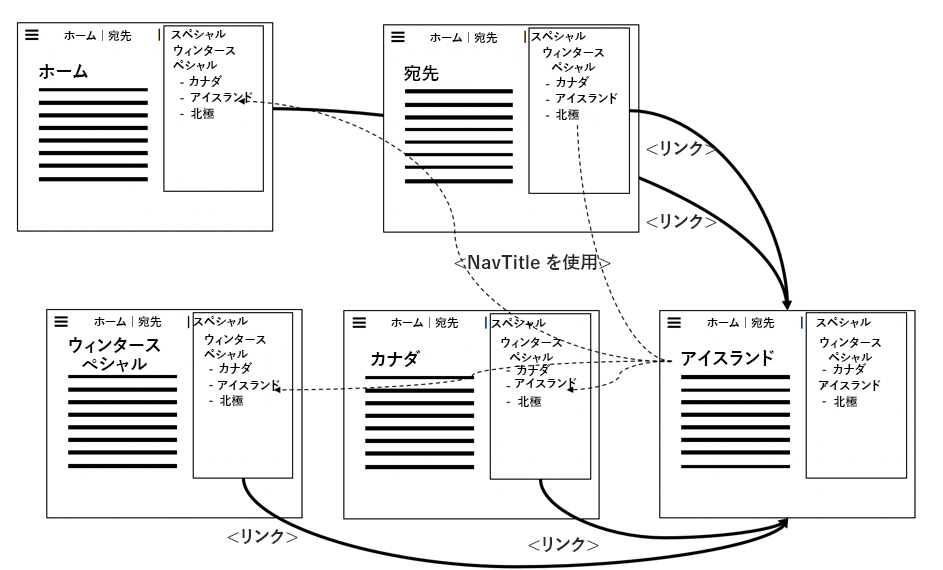 ホーム | 宛先 | スペシャル
ウィンタース
ペシャル
- カナダ
- アイスランド
- 北極
ホーム
ホーム | 宛先 | スペシャル
ウィンタース
ペシャル
- カナダ
- アイスランド
- 北極
宛先
<リンク>
<リンク>
<NavTitle を使用>
ホーム | 宛先 | スペシャル
ウィンタース
ペシャル
- カナダ
- アイスランド
- 北極
ウィンタース
ペシャル
ホーム | 宛先 | スペシャル
ウィンタース
ペシャル
- カナダ
- アイスランド
- 北極
カナダ
ホーム | 宛先 | スペシャル
ウィンタース
ペシャル
- カナダ
アイスランド
- 北極
アイスランド
<リンク>
<リンク>